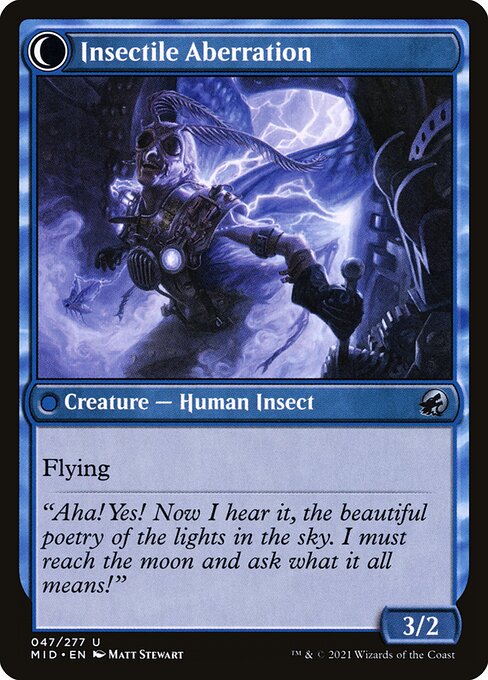 Insectile Aberration
Creature — Human Insect
Flying
“Aha! Yes! Now I hear it, the beautiful
poetry of the lights in the sky. I must
reach the moon and ask what it all
means!”
3/2
047/277 U
MID • EN Matt Stewart
™ & © 2021 Wizards of the Coast